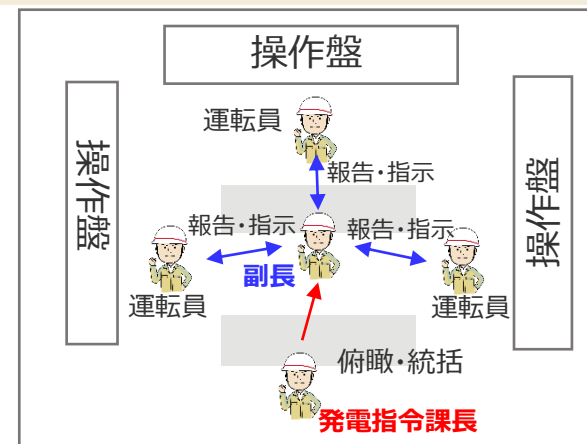 操作盤
運転員
操作盤
操作盤
報告・指示
報告・指示
報告・指示
副長
運転員
運転員
俯瞰・統括
発電指令課長